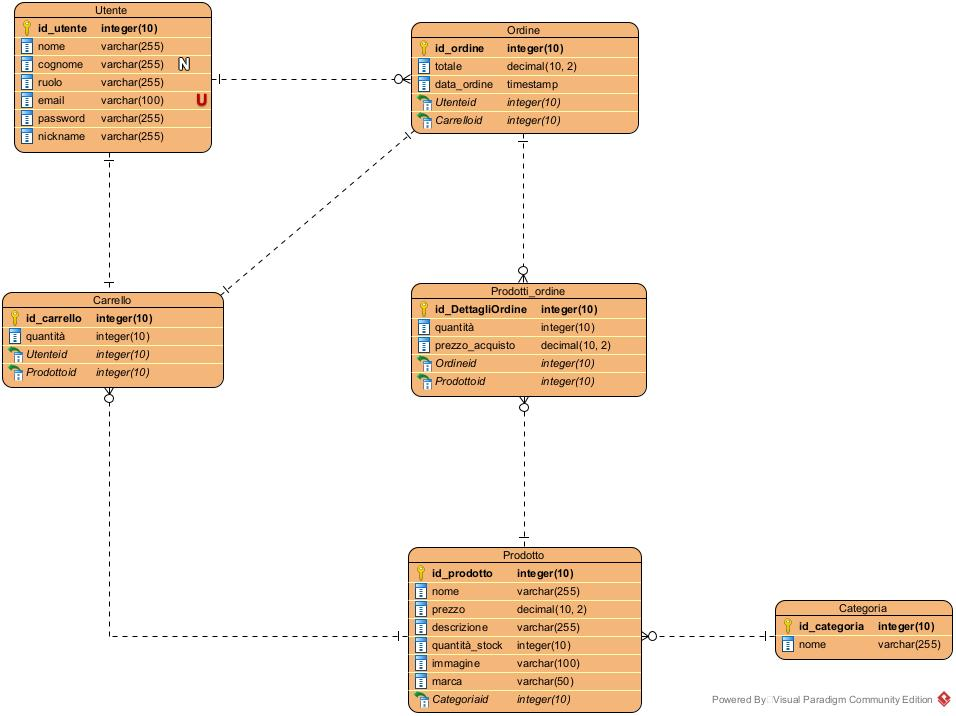 Utente
id_utente integer(10)
nome varchar(255)
cognome varchar(255) N
ruolo varchar(255)
email varchar(100) U
password varchar(255)
nickname varchar(255)
Ordine
id_ordine integer(10)
totale decimal(10, 2)
data_ordine timestamp
Utenteid integer(10)
Carrelloid integer(10)
Carrello
id_carrello integer(10)
quantità integer(10)
Utenteid integer(10)
Prodottoid integer(10)
Prodotti_ordine
id_DettagliOrdine integer(10)
quantità integer(10)
prezzo_acquisto decimal(10, 2)
Ordineid integer(10)
Prodottoid integer(10)
Prodotto
id_prodotto integer(10)
nome varchar(255)
prezzo decimal(10, 2)
descrizione varchar(255)
quantità_stock integer(10)
immagine varchar(100)
marca varchar(50)
Categoriaid integer(10)
Categoria
id_categoria integer(10)
nome varchar(255)
Powered By Visual Paradigm Community Edition